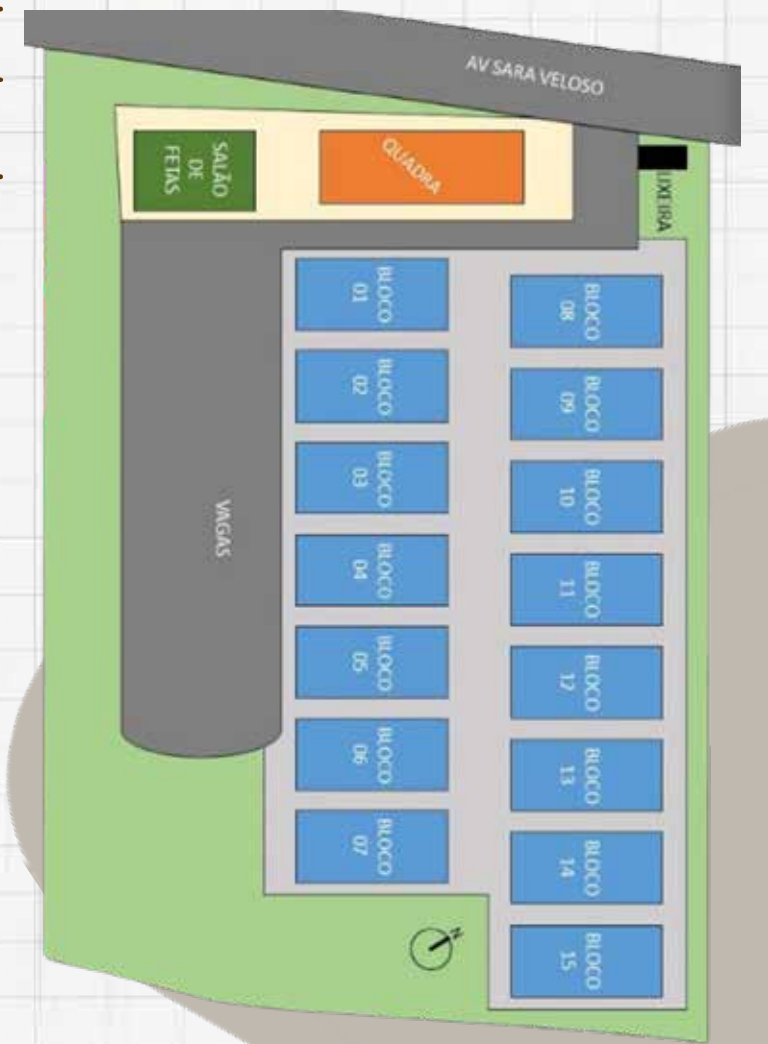 AV SARA VELOSO
SALÃO
DE
FETAS
QUADRA
IXEIRA
BLOCO
01
BLOCO
08
BLOCO
02
BLOCO
09
BLOCO
03
BLOCO
10
VAGAS
BLOCO
04
BLOCO
11
BLOCO
05
BLOCO
12
BLOCO
06
BLOCO
13
BLOCO
07
BLOCO
14
BLOCO
15
N